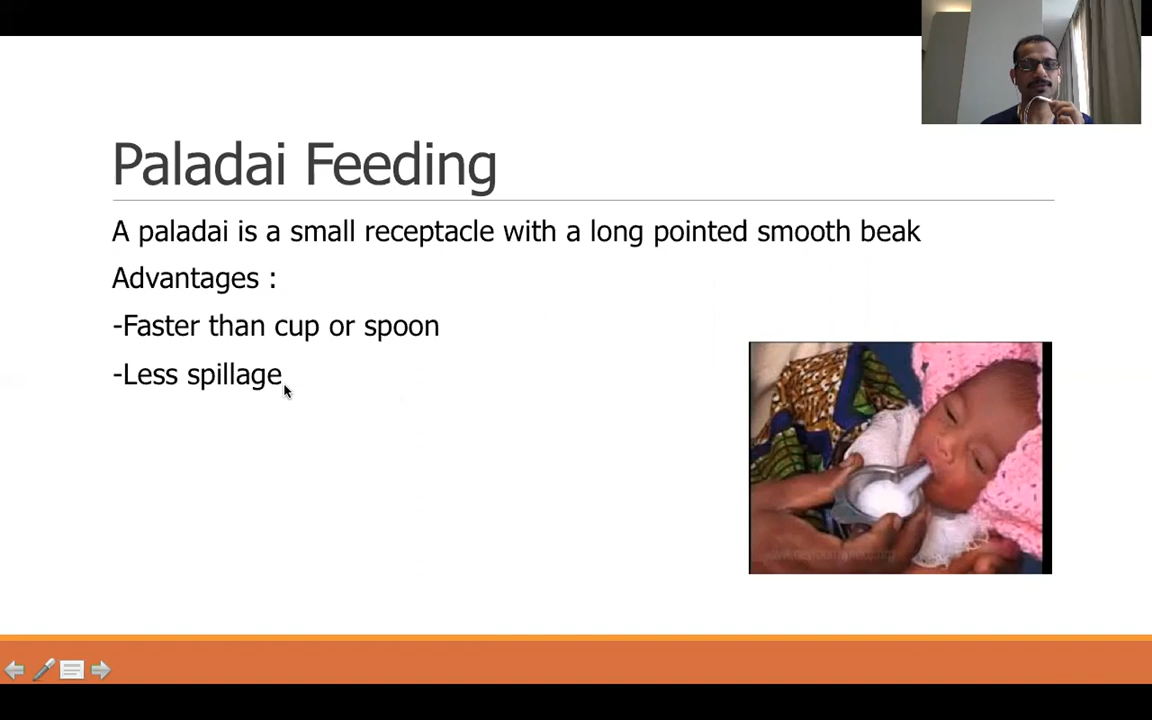 Paladai Feeding
A paladai is a small receptacle with a long pointed smooth beak
Advantages :
-Faster than cup or spoon
-Less spillage